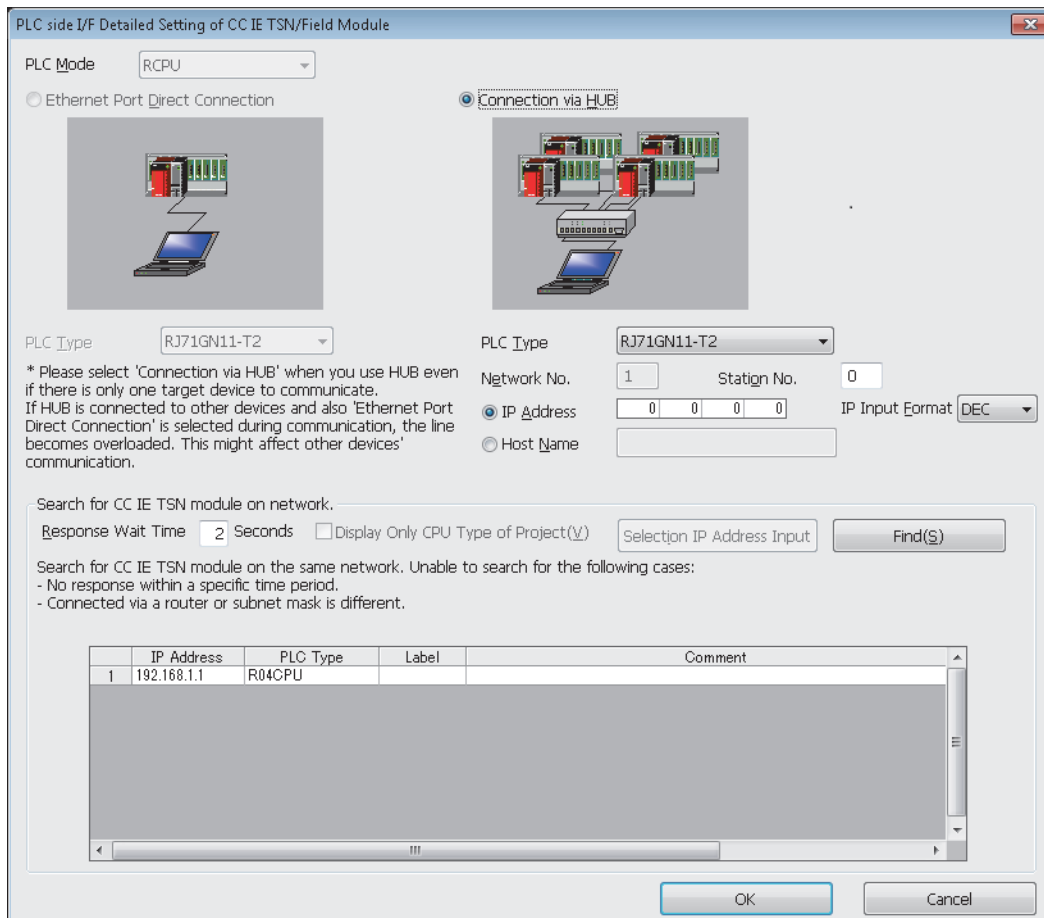 PLC side I/F Detailed Setting of CC IE TSN/Field Module
PLC Mode RCPU
Ethernet Port Direct Connection
Connection via HUB
PLC Type RJ71GN11-T2
* Please select 'Connection via HUB' when you use HUB even
if there is only one target device to communicate.
If HUB is connected to other devices and also 'Ethernet Port
Direct Connection' is selected during communication, the line
becomes overloaded. This might affect other devices'
communication.
PLC Type RJ71GN11-T2
Network No. 1 Station No. 0
IP Address 0 0 0 0 IP Input Format DEC
Host Name
Search for CC IE TSN module on network.
Response Wait Time 2 Seconds Display Only CPU Type of Project(V) Selection IP Address Input Find(S)
Search for CC IE TSN module on the same network. Unable to search for the following cases:
- No response within a specific time period.
- Connected via a router or subnet mask is different.
IP Address PLC Type Label Comment
1 192.168.1.1 R04CPU
OK Cancel